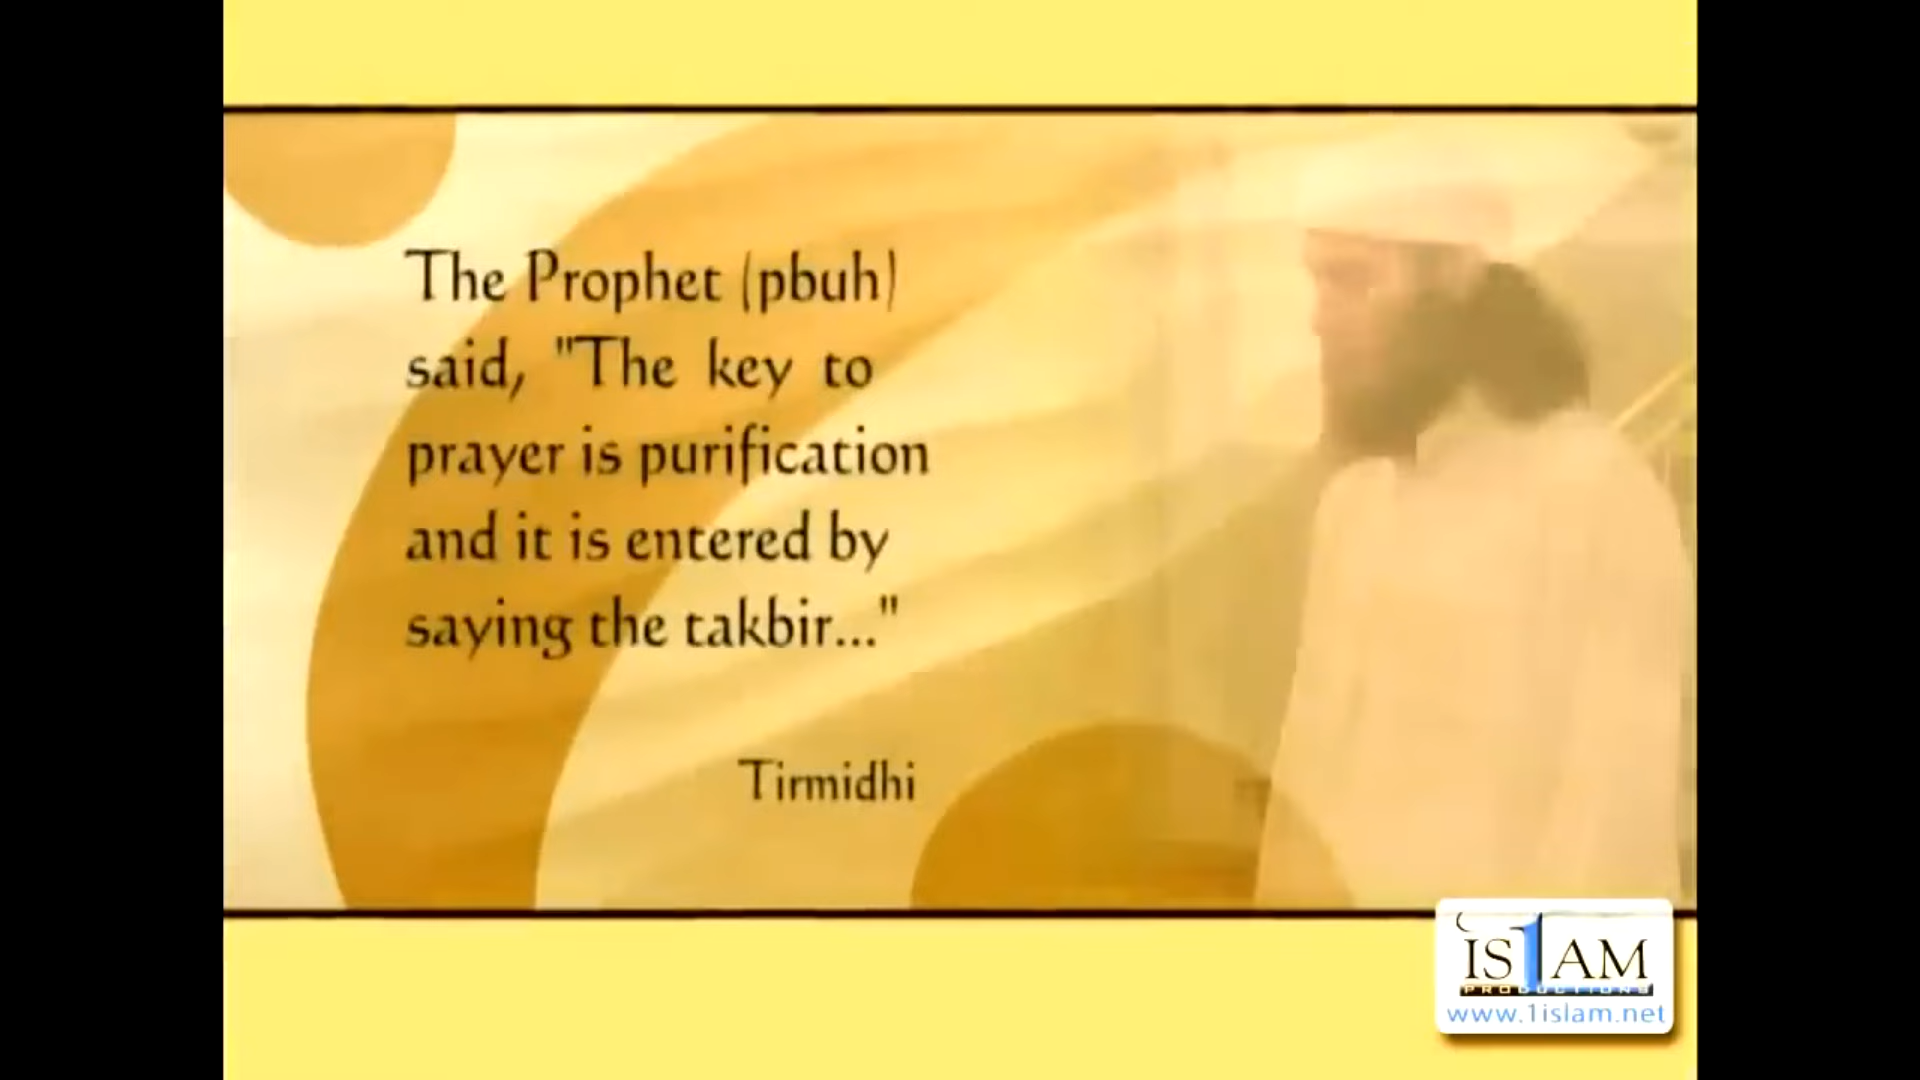 The Prophet (pbuh)
said, "The key to
prayer is purification
and it is entered by
saying the takbir..."
Tirmidhi
IS1AM
PRODUCTIONS
www.1islam.net